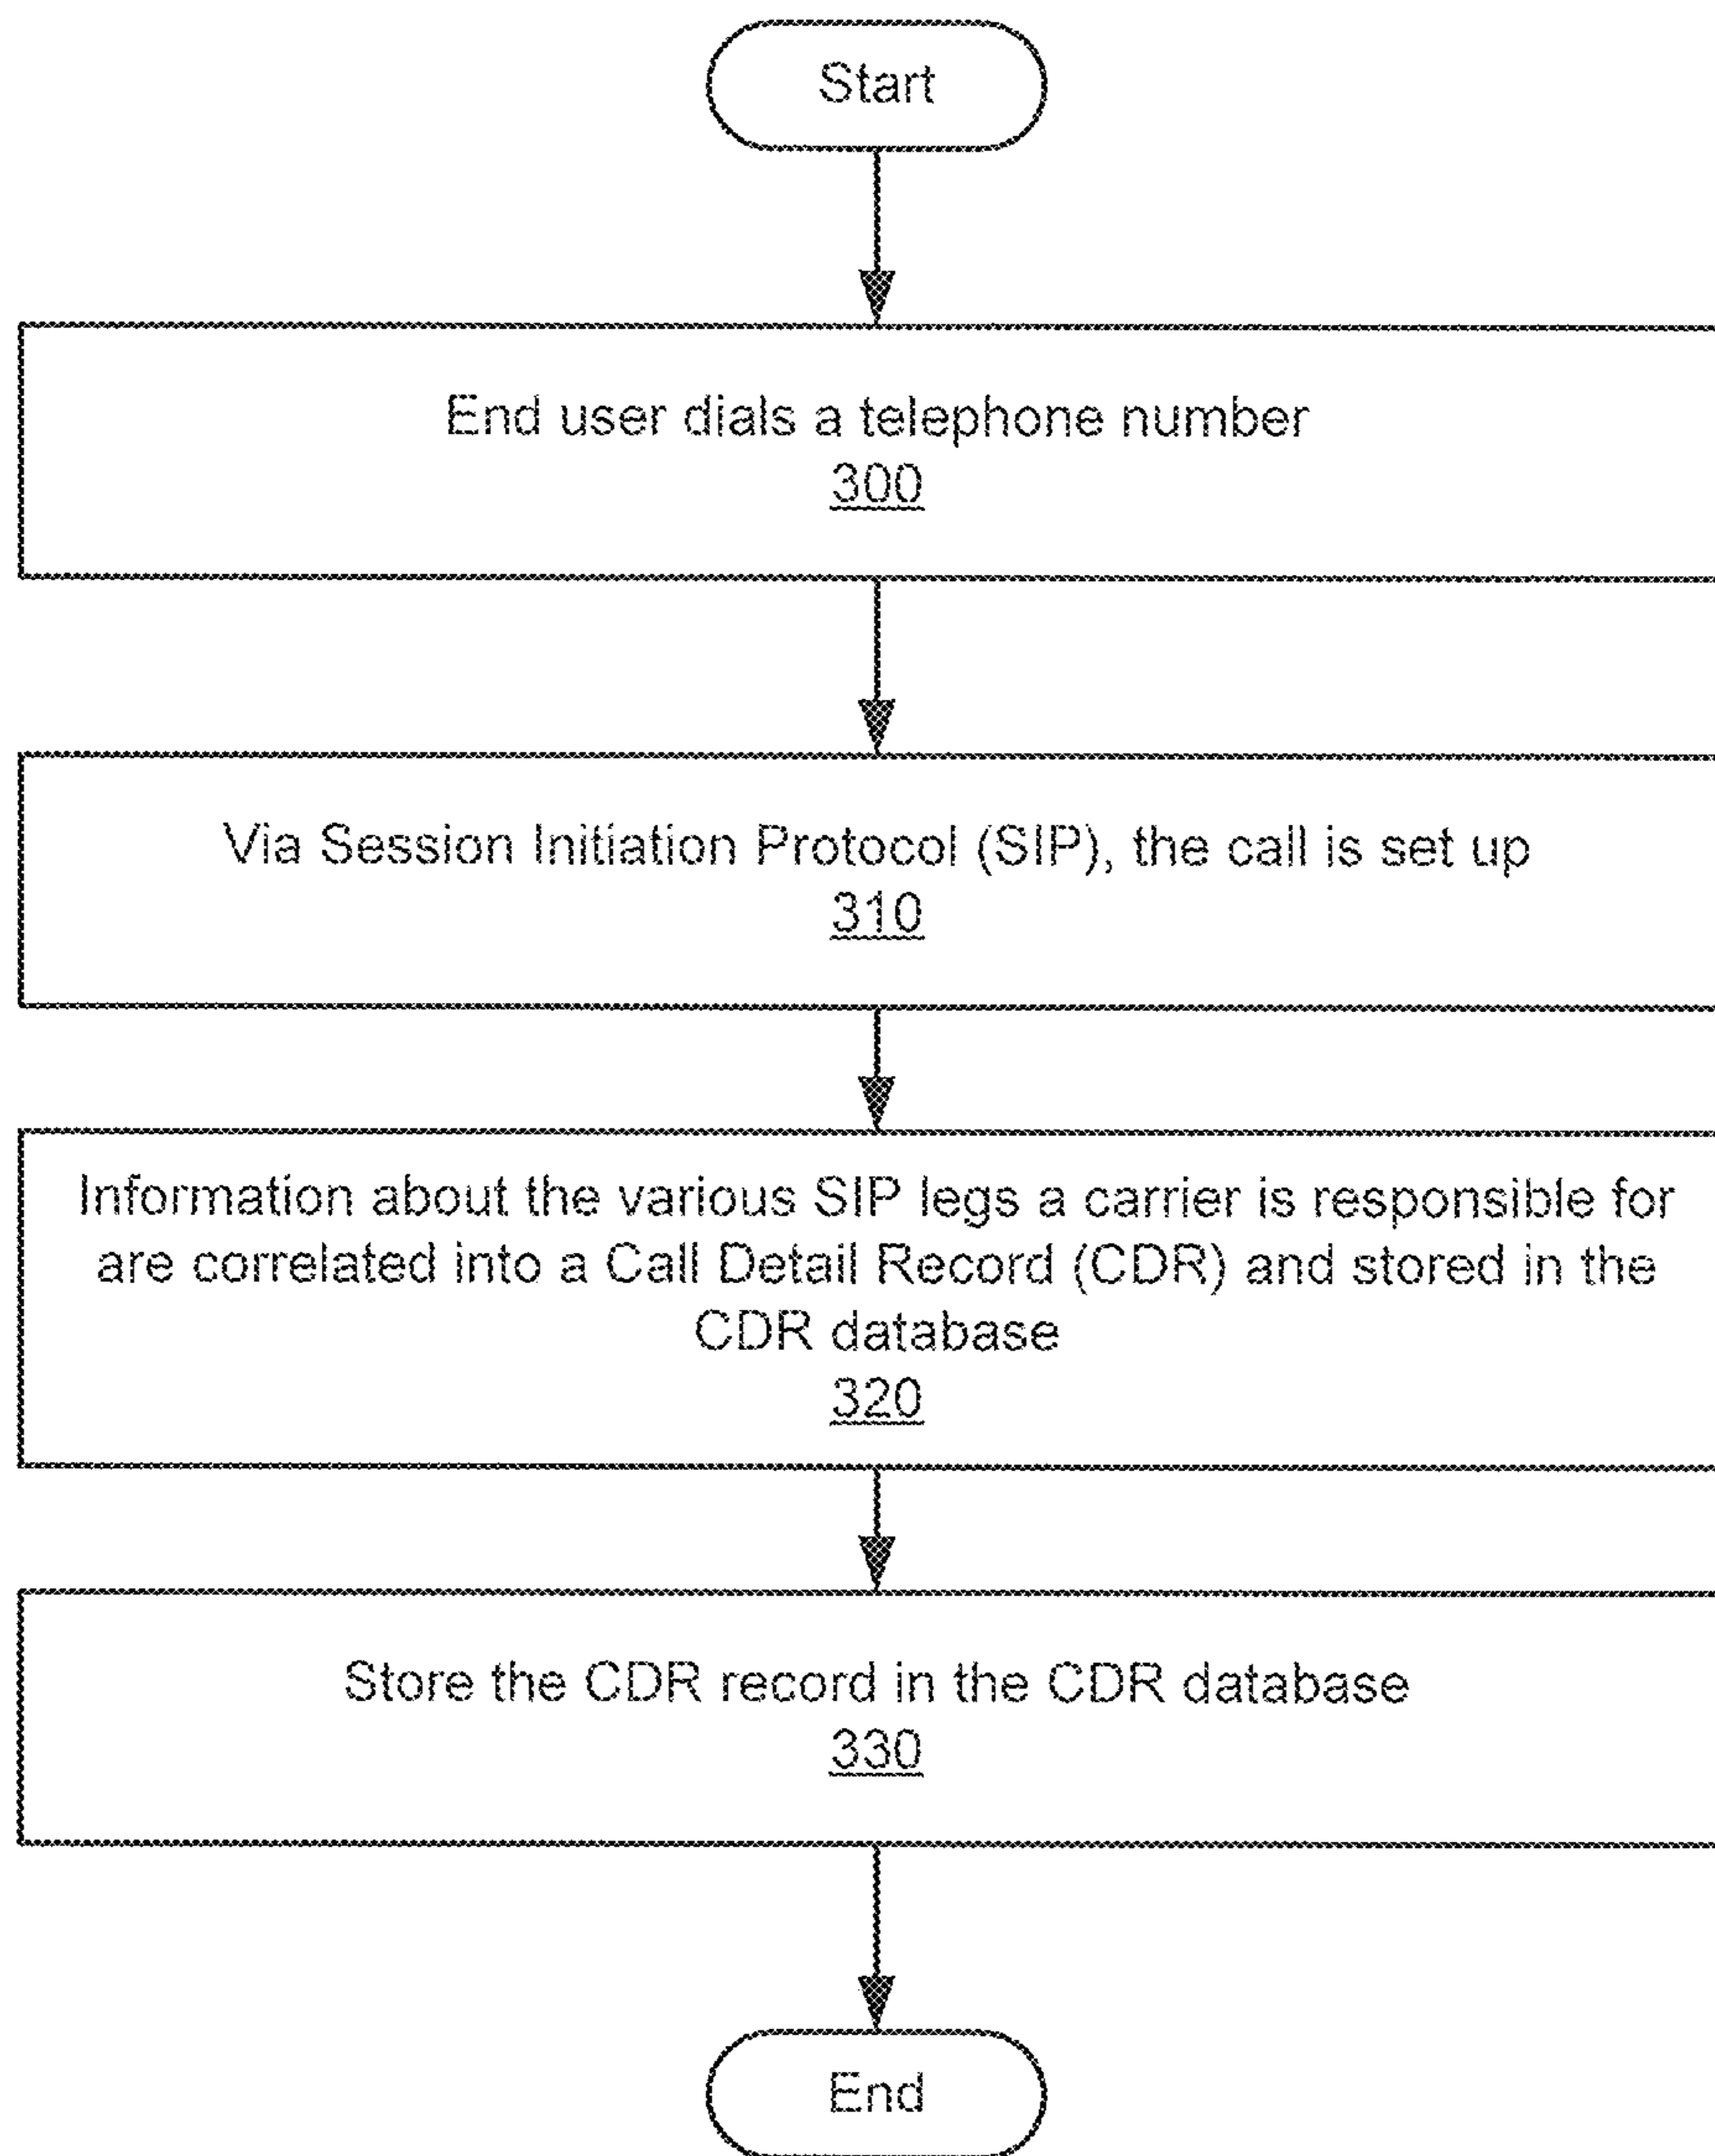 Start
End user dials a telephone number
300
Via Session Initiation Protocol (SIP), the call is set up
310
Information about the various SIP legs a carrier is responsible for
are correlated into a Call Detail Record (CDR) and stored in the
CDR database
320
Store the CDR record in the CDR database
330
End